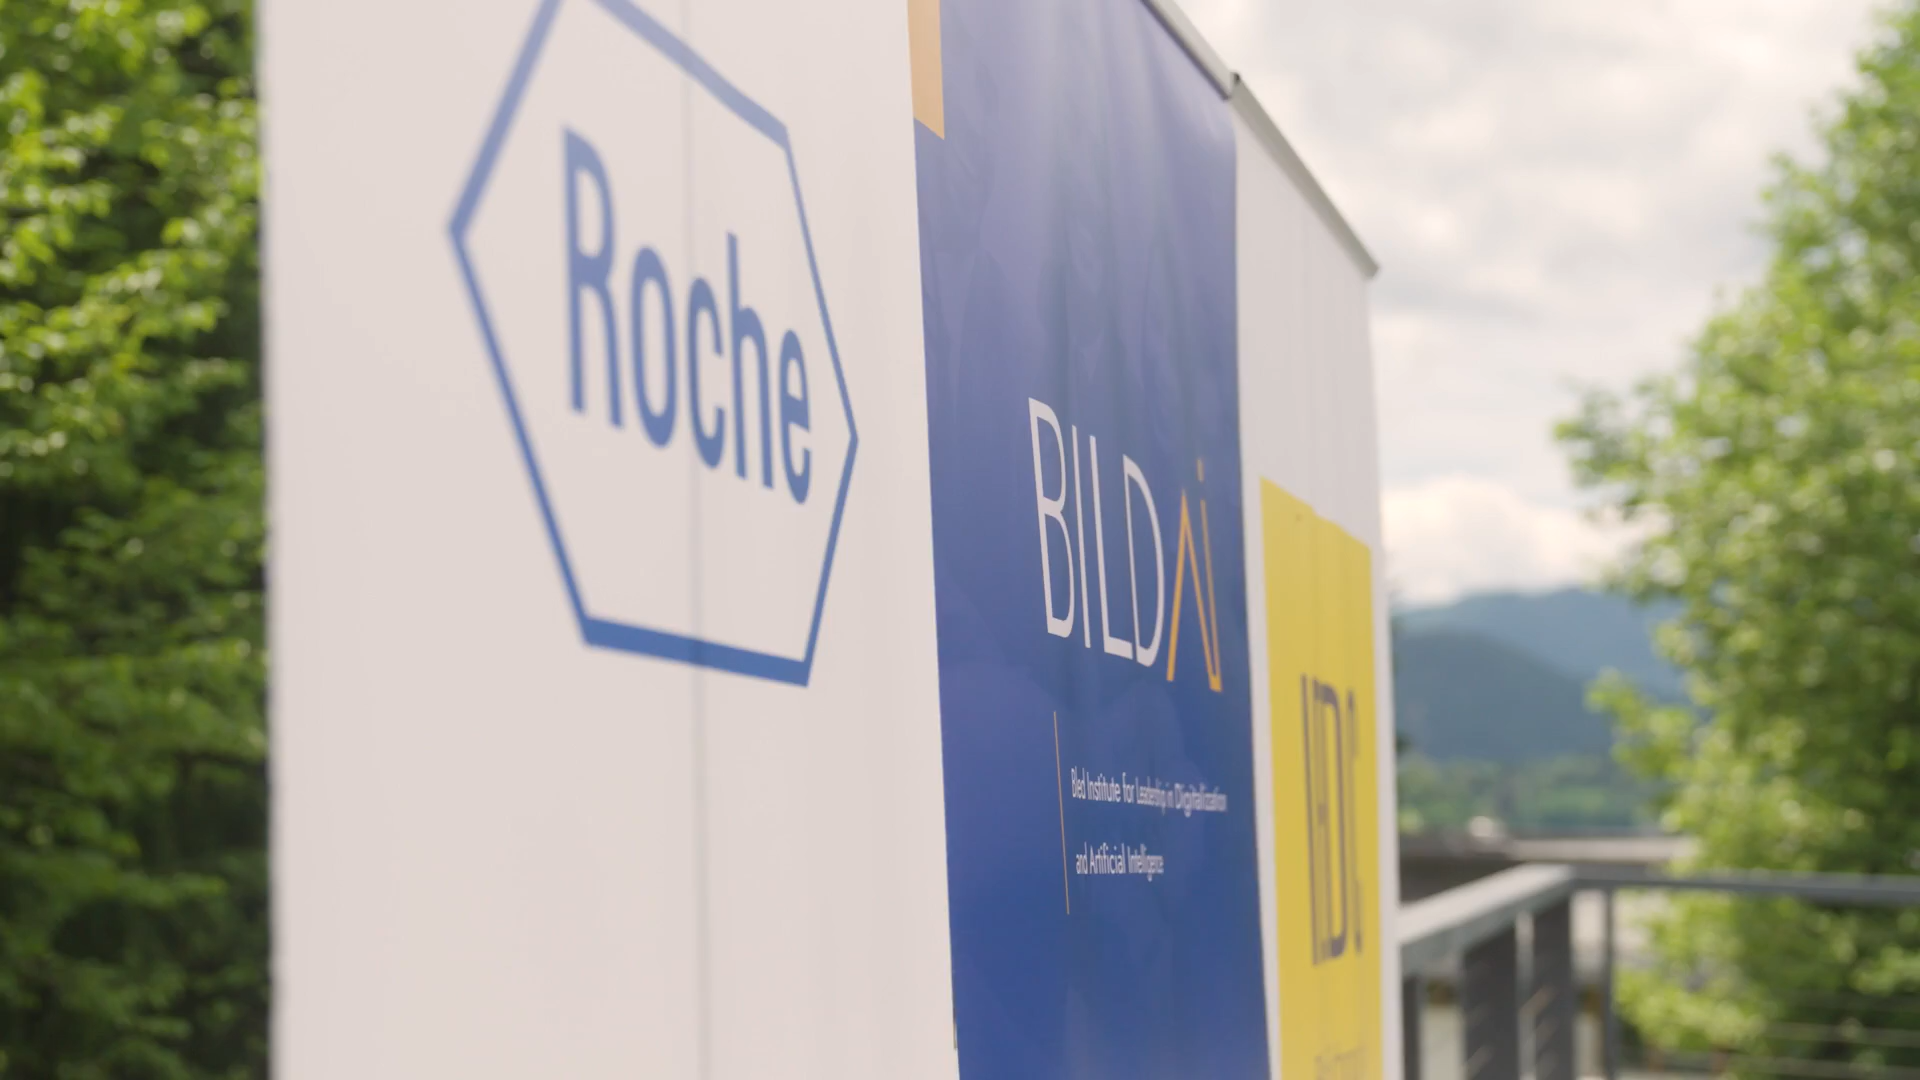 Roche
BILDAi
Bled Institute for Leadership in Digitalization
and Artificial Intelligence